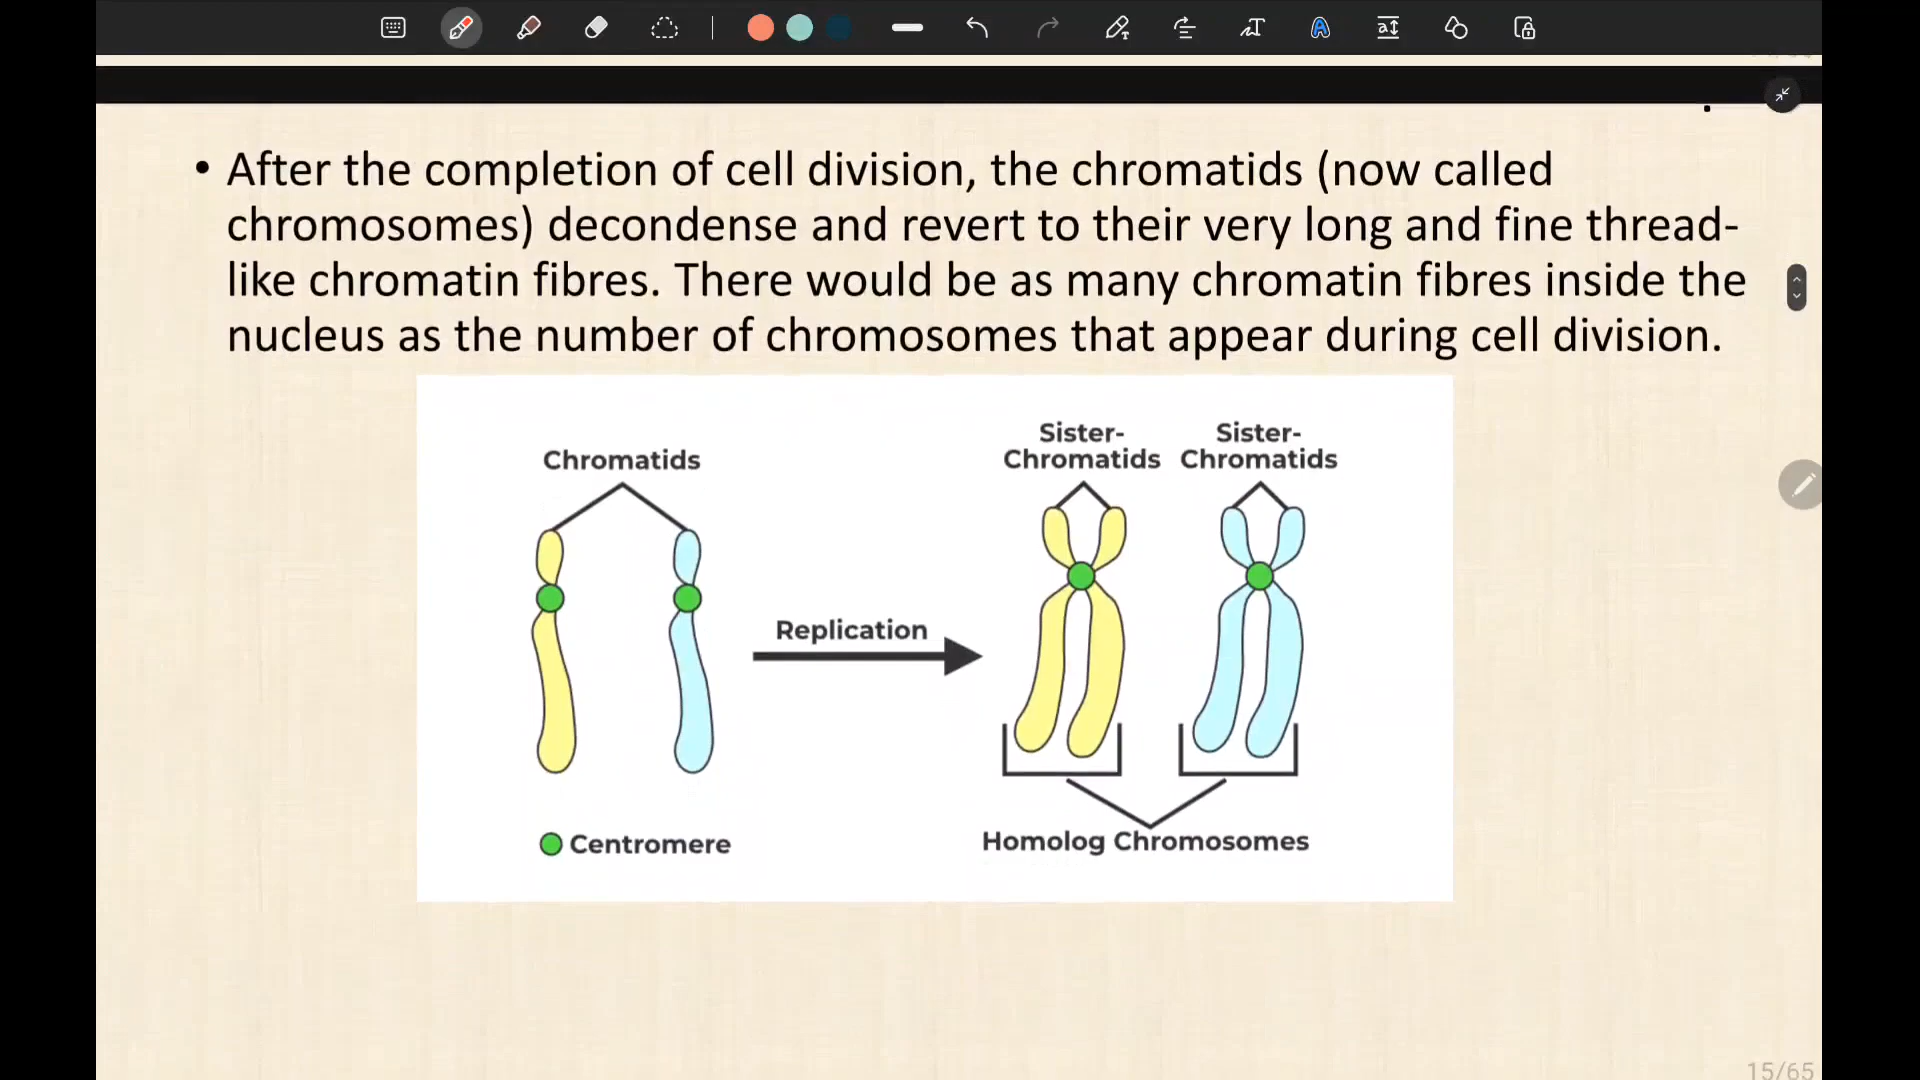 • After the completion of cell division, the chromatids (now called
chromosomes) decondense and revert to their very long and fine thread-
like chromatin fibres. There would be as many chromatin fibres inside the
nucleus as the number of chromosomes that appear during cell division.
Chromatids
Sister-
Chromatids
Sister-
Chromatids
Replication
Centromere
Homolog Chromosomes
15/65